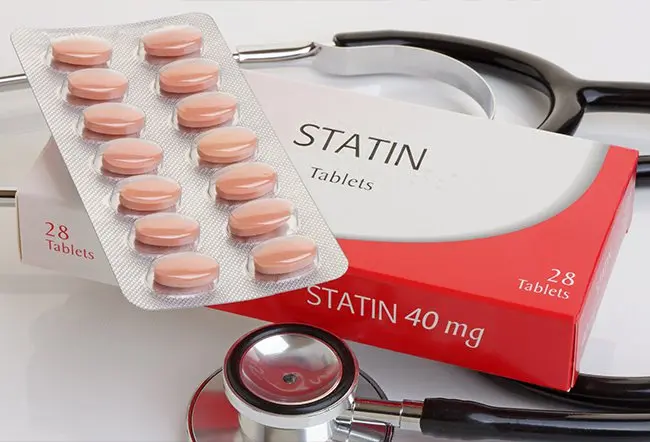 STATIN
Tablets
28
Tablets
28
Tablets
STATIN 40 mg